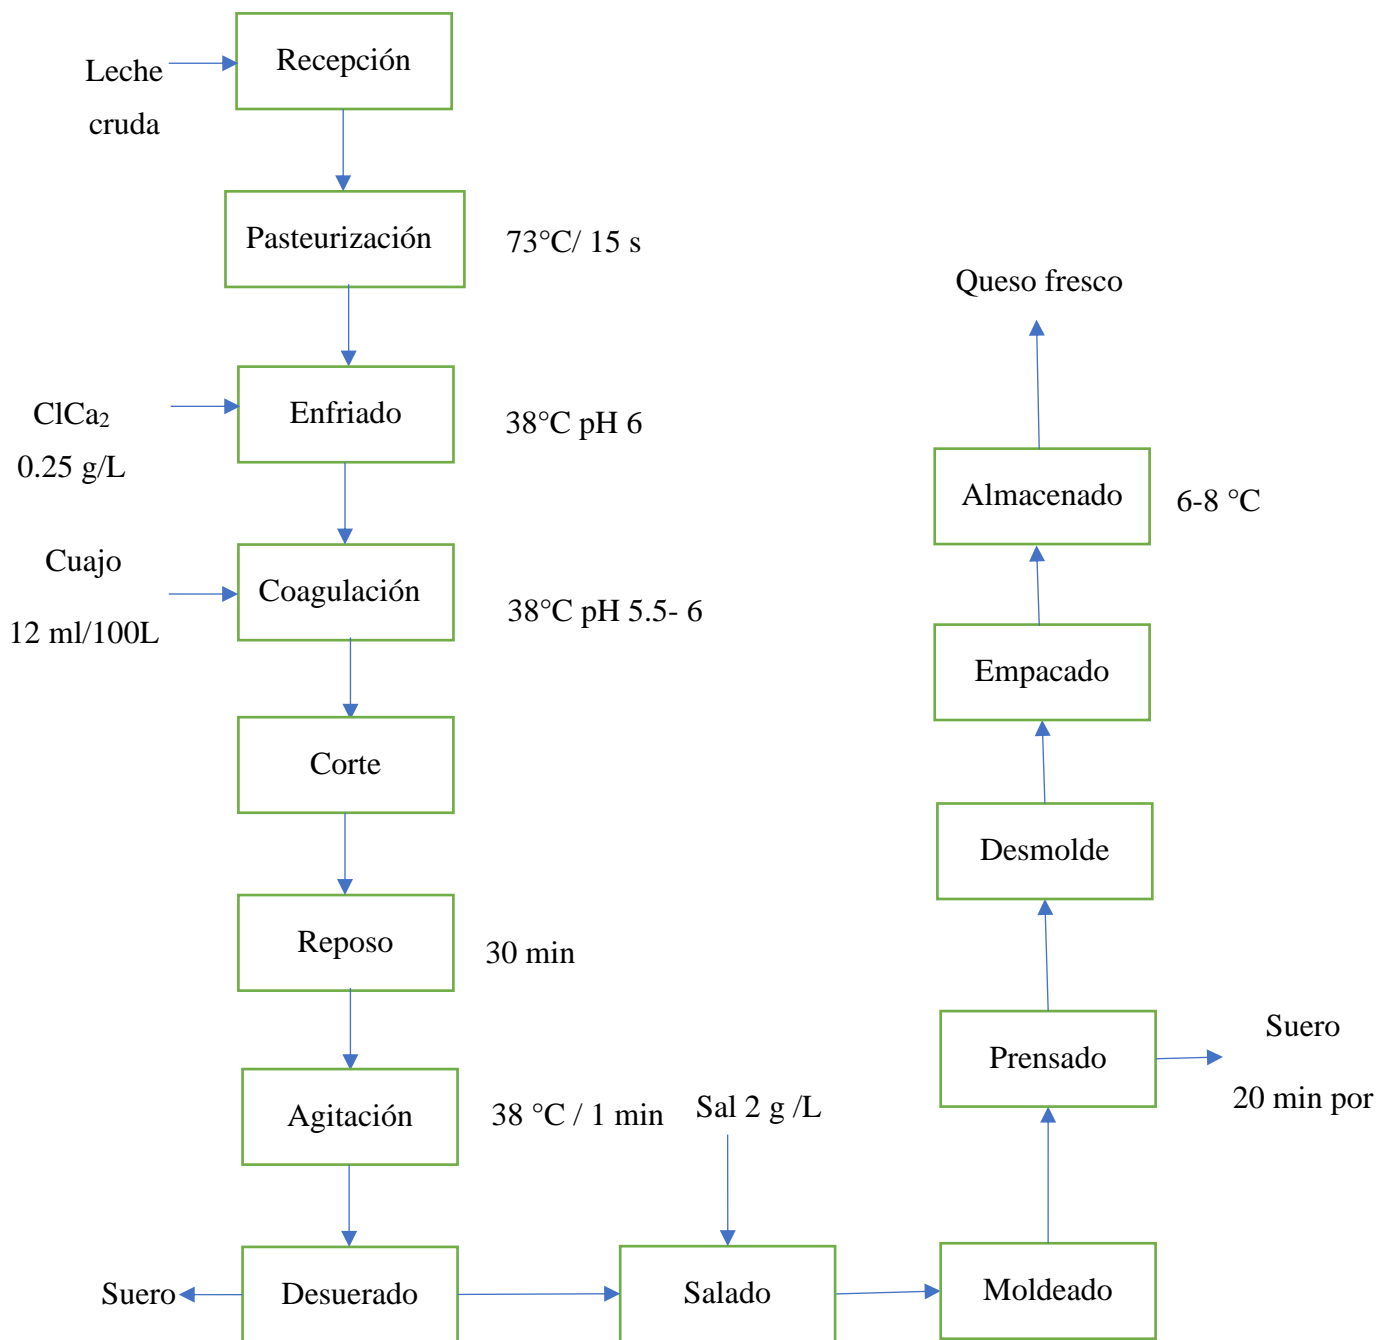 Leche
cruda
Recepción
Pasteurización
73°C/ 15 s
ClCa₂
0.25 g/L
Enfriado
38°C pH 6
Cuajo
12 ml/100L
Coagulación
38°C pH 5.5- 6
Corte
Reposo
30 min
Agitación
38 °C / 1 min
Suero
Desuerado
Sal 2 g /L
Salado
Moldeado
Prensado
Suero
20 min por
Desmolde
Empacado
Almacenado
6-8 °C
Queso fresco